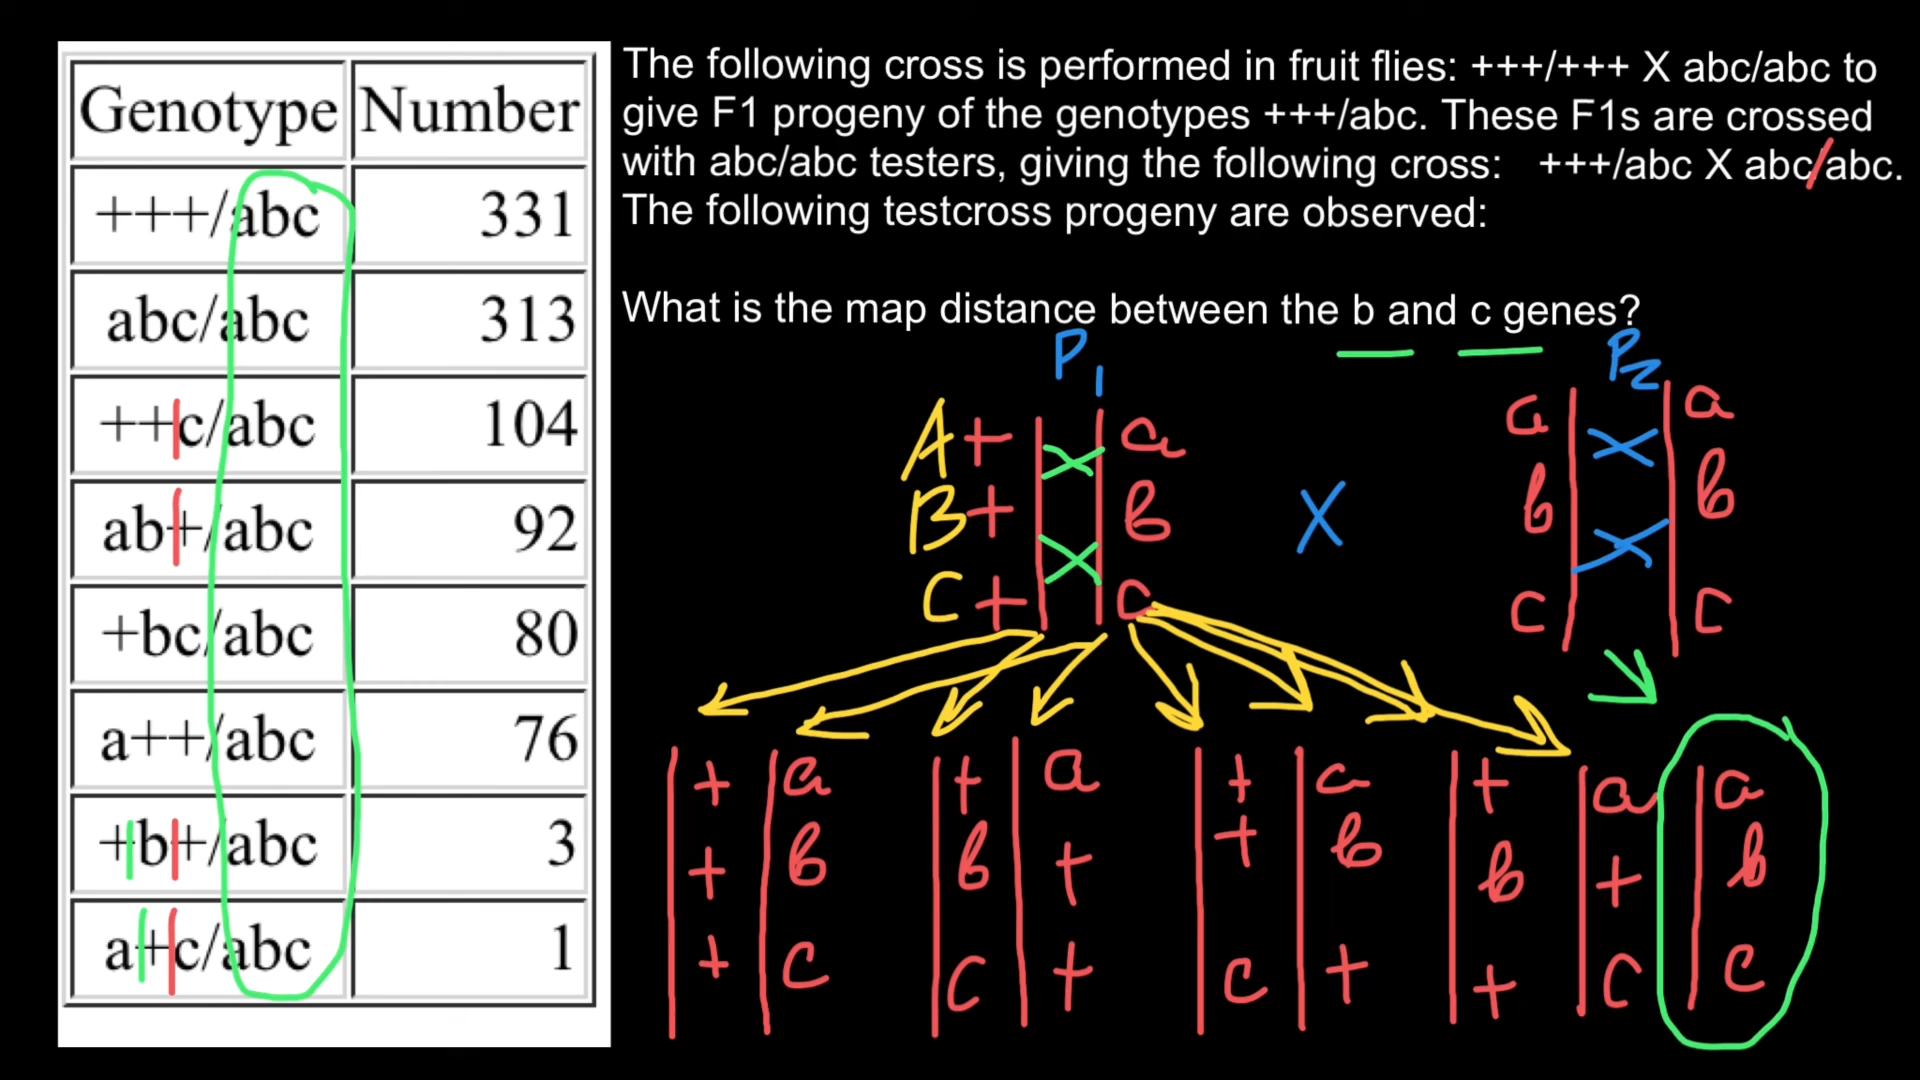 Genotype Number
+++/abc 331
abc/abc 313
++c/abc 104
ab+/abc 92
+bc/abc 80
a++/abc 76
+b+/abc 3
a+c/abc 1
The following cross is performed in fruit flies: +++/+++ X abc/abc to
give F1 progeny of the genotypes +++/abc. These F1s are crossed
with abc/abc testers, giving the following cross: +++/abc X abc/abc.
The following testcross progeny are observed:
What is the map distance between the b and c genes?
P1 P2
A + a a a
B + b X b b
C + c c c
+ a + a + a + a a
+ b b + + b b + b
+ c c + c + + c c